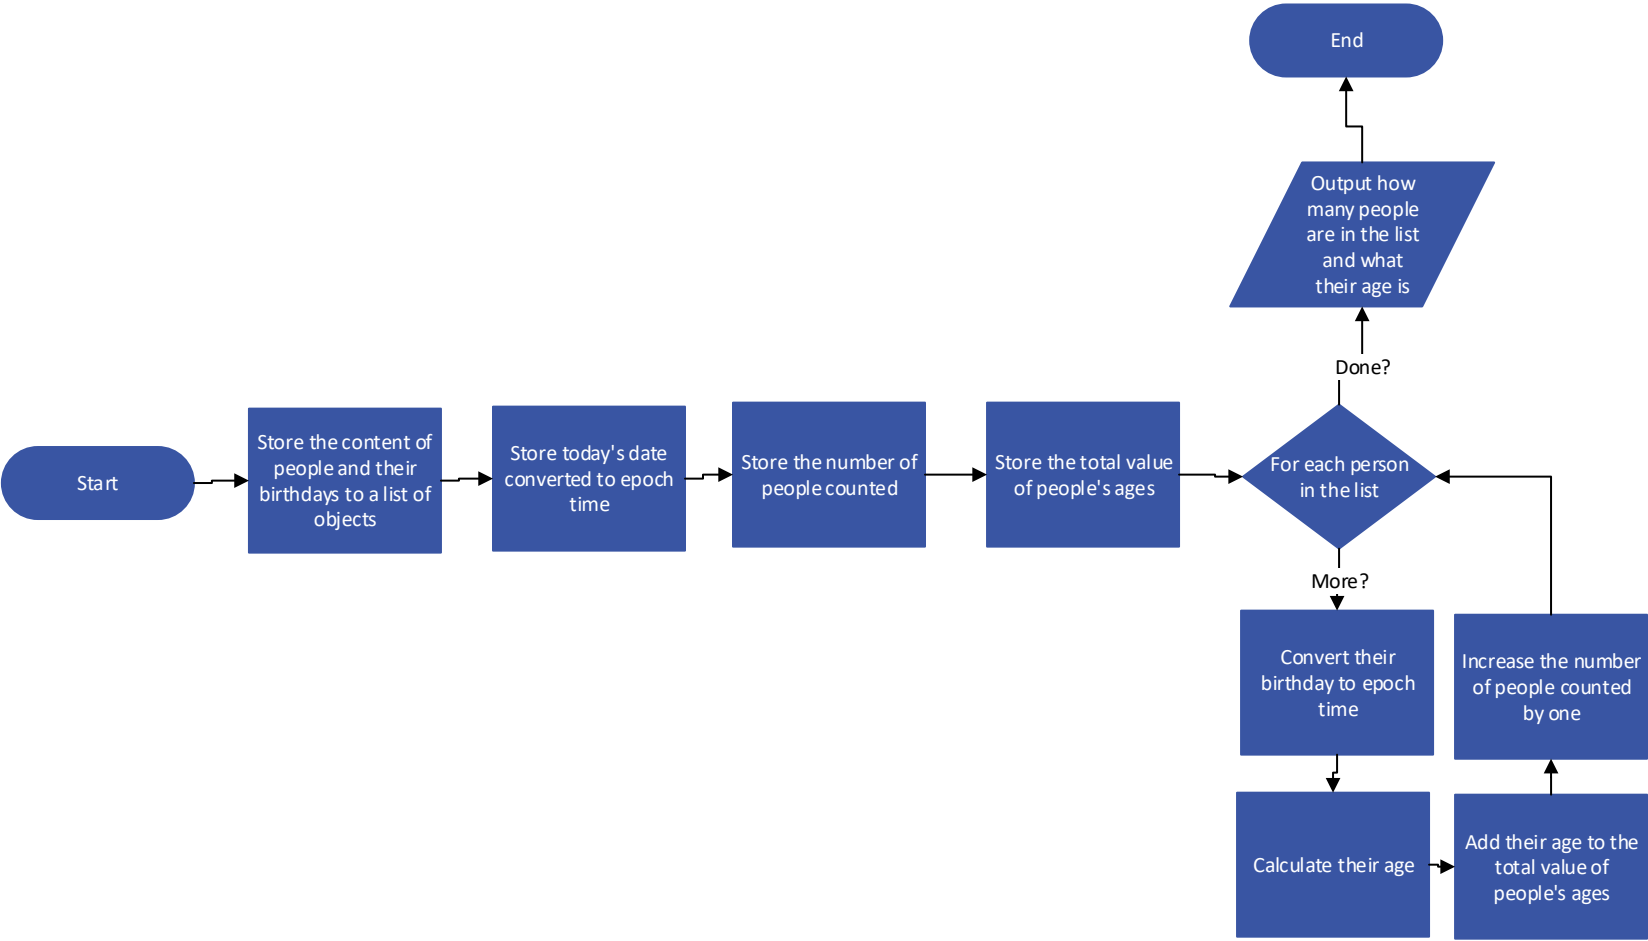 Start
Store the content of
people and their
birthdays to a list of
objects
Store today's date
converted to epoch
time
Store the number of
people counted
Store the total value
of people's ages
For each person
in the list
Done?
Output how
many people
are in the list
and what
their age is
End
More?
Convert their
birthday to epoch
time
Calculate their age
Add their age to the
total value of
people's ages
Increase the number
of people counted
by one